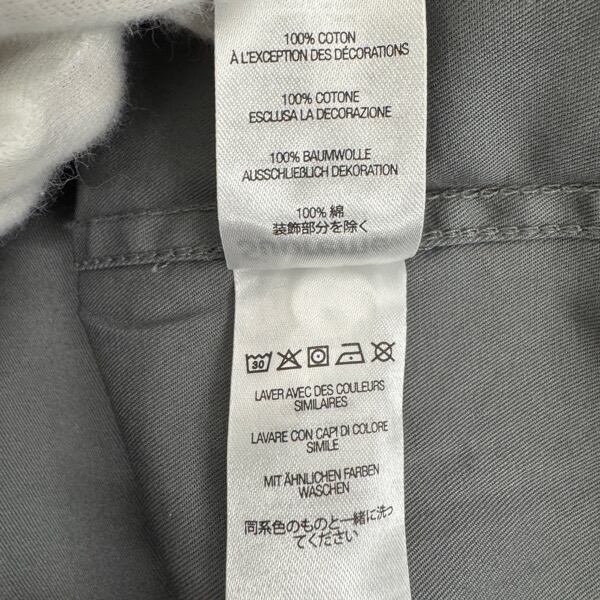 100% COTON
À L'EXCEPTION DES DÉCORATIONS
100% COTONE
ESCLUSA LA DECORAZIONE
100% BAUMWOLLE
AUSSCHLIEßLICH DEKORATION
100% 綿
装飾部分を除く
30
LAVER AVEC DES COULEURS
SIMILAIRES
LAVARE CON CAPI DI COLORE
SIMILE
MIT ÄHNLICHEN FARBEN
WASCHEN
同系色のものと一緒に洗っ
てください